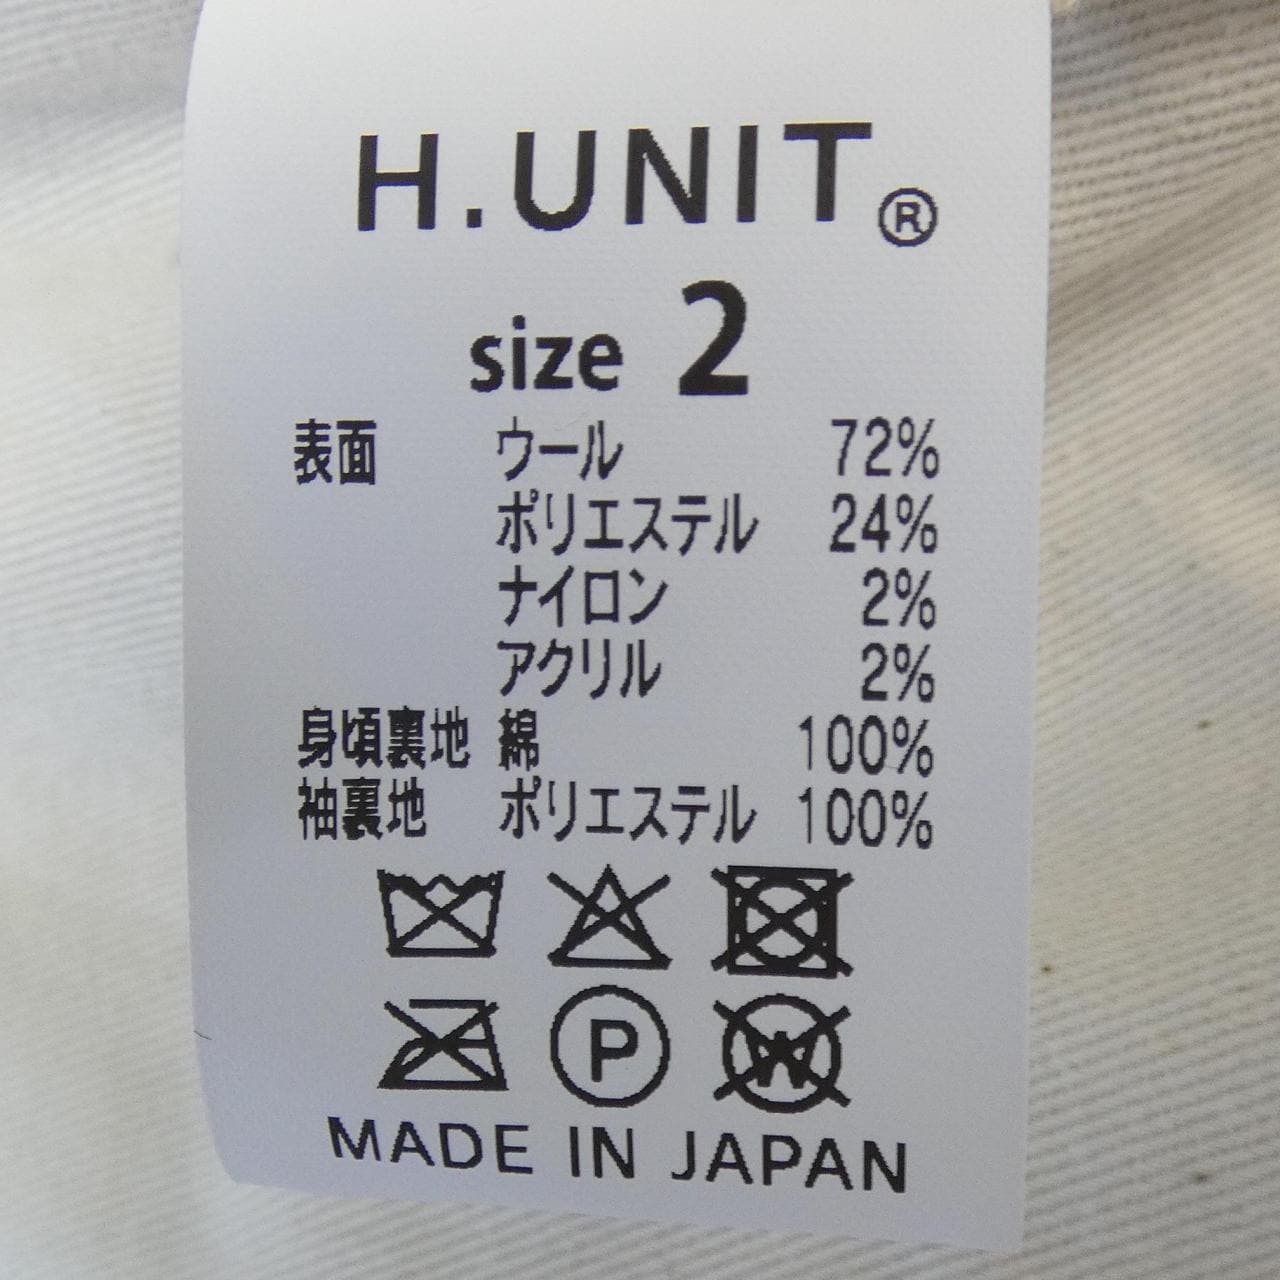 H.UNIT®
size 2
表面 ウール 72%
ポリエステル 24%
ナイロン 2%
アクリル 2%
身頃裏地 綿 100%
袖裏地 ポリエステル 100%
P W
MADE IN JAPAN